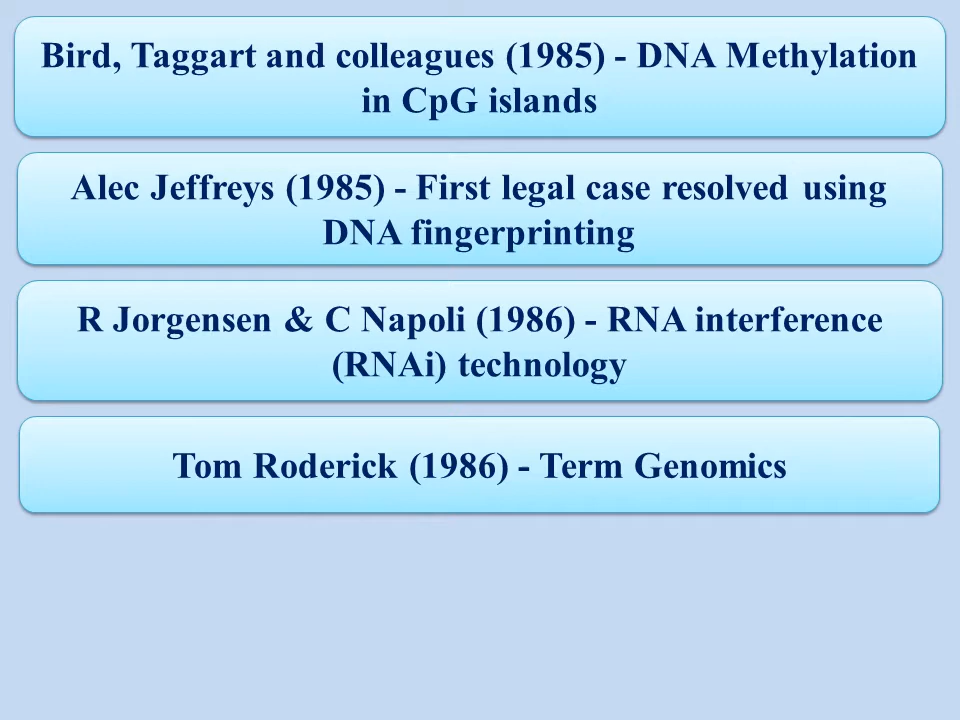 Bird, Taggart and colleagues (1985) - DNA Methylation
in CpG islands
Alec Jeffreys (1985) - First legal case resolved using
DNA fingerprinting
R Jorgensen & C Napoli (1986) - RNA interference
(RNAi) technology
Tom Roderick (1986) - Term Genomics